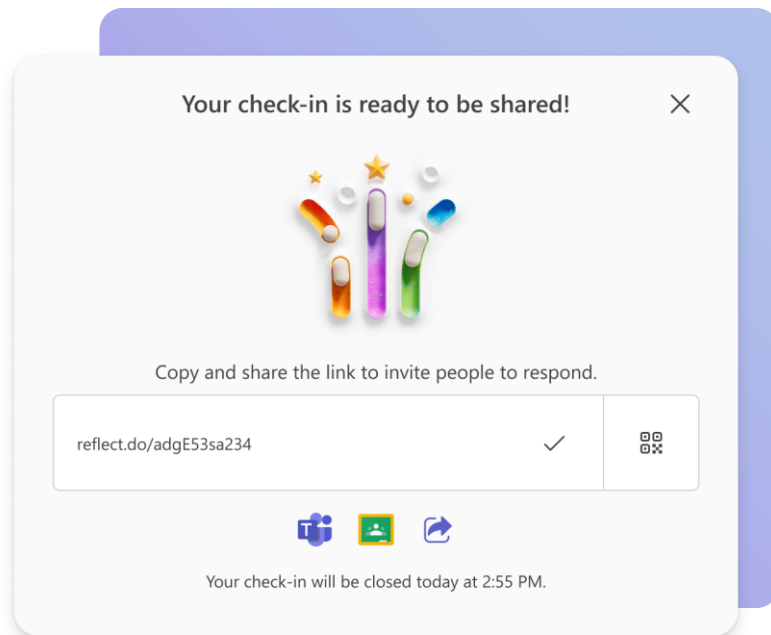 Your check-in is ready to be shared!
Copy and share the link to invite people to respond.
reflect.do/adgE53sa234
T
Your check-in will be closed today at 2:55 PM.